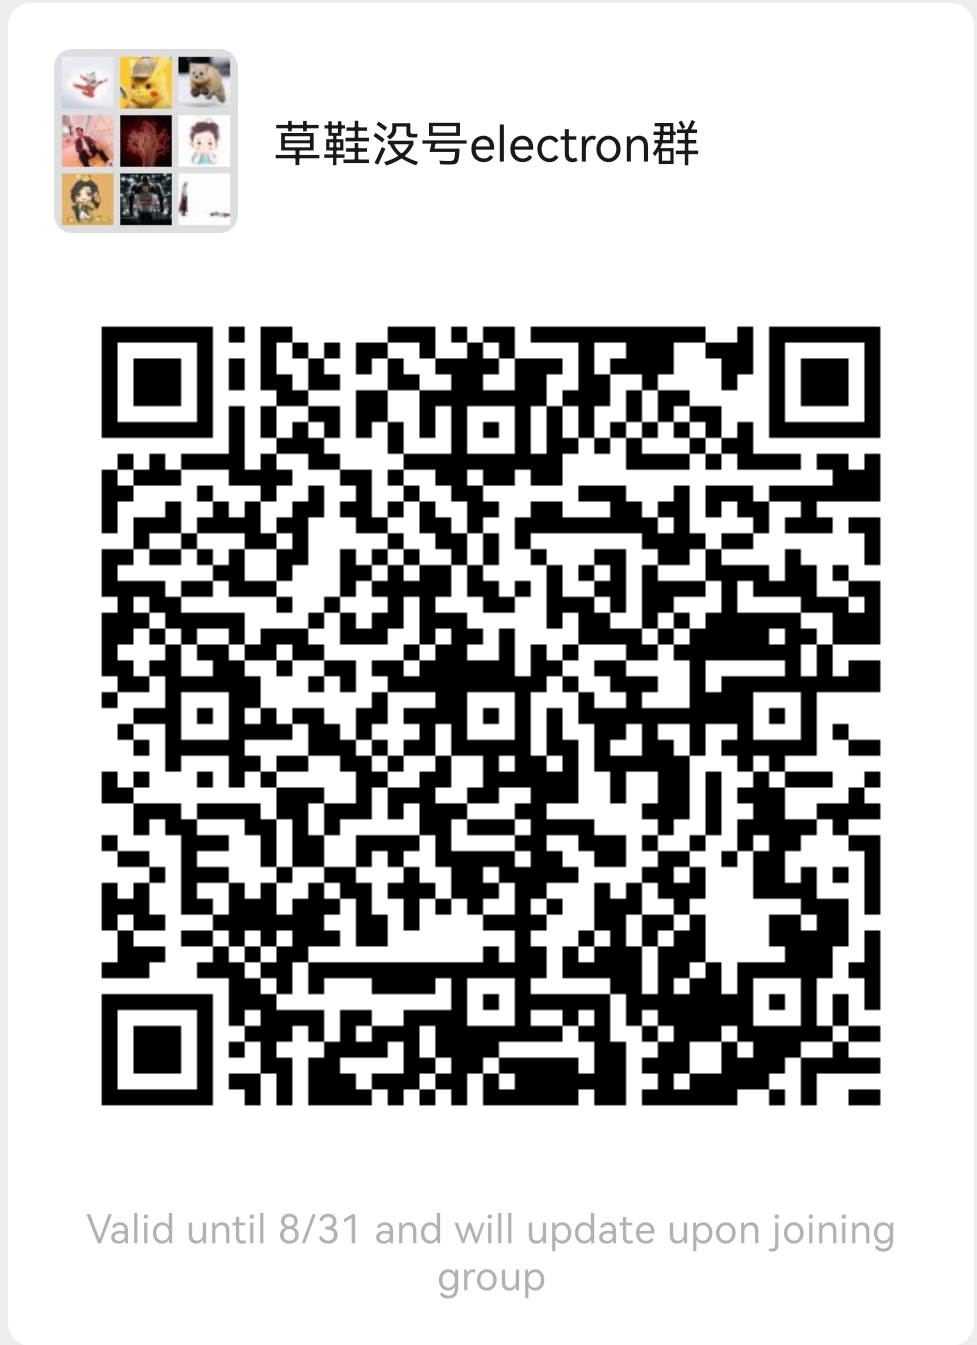 草鞋没号electron群
Valid until 8/31 and will update upon joining
group